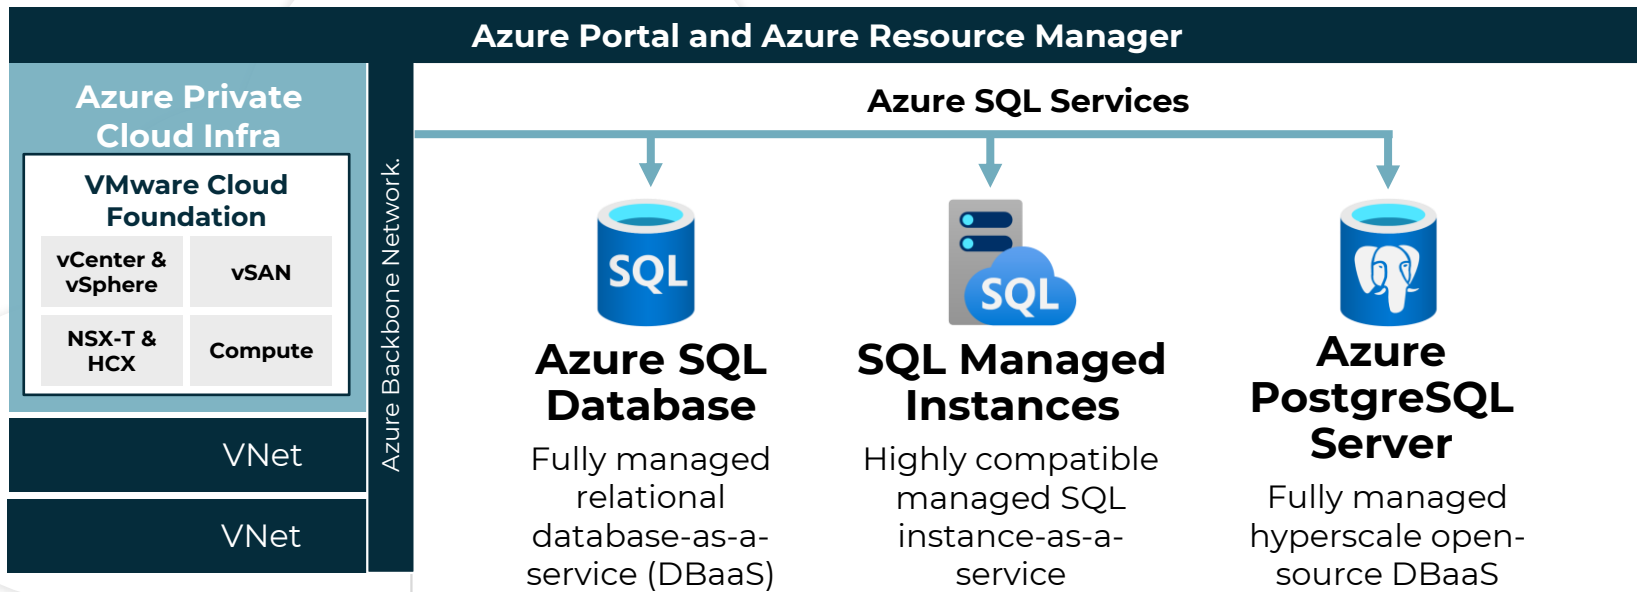 Azure Portal and Azure Resource Manager
Azure Private
Cloud Infra
VMware Cloud
Foundation
vCenter &
vSphere
vSAN
NSX-T &
HCX
Compute
VNet
VNet
Azure Backbone Network.
Azure SQL Services
SQL
Azure SQL
Database
Fully managed
relational
database-as-a-
service (DBaaS)
SQL
SQL Managed
Instances
Highly compatible
managed SQL
instance-as-a-
service
Azure
PostgreSQL
Server
Fully managed
hyperscale open-
source DBaaS